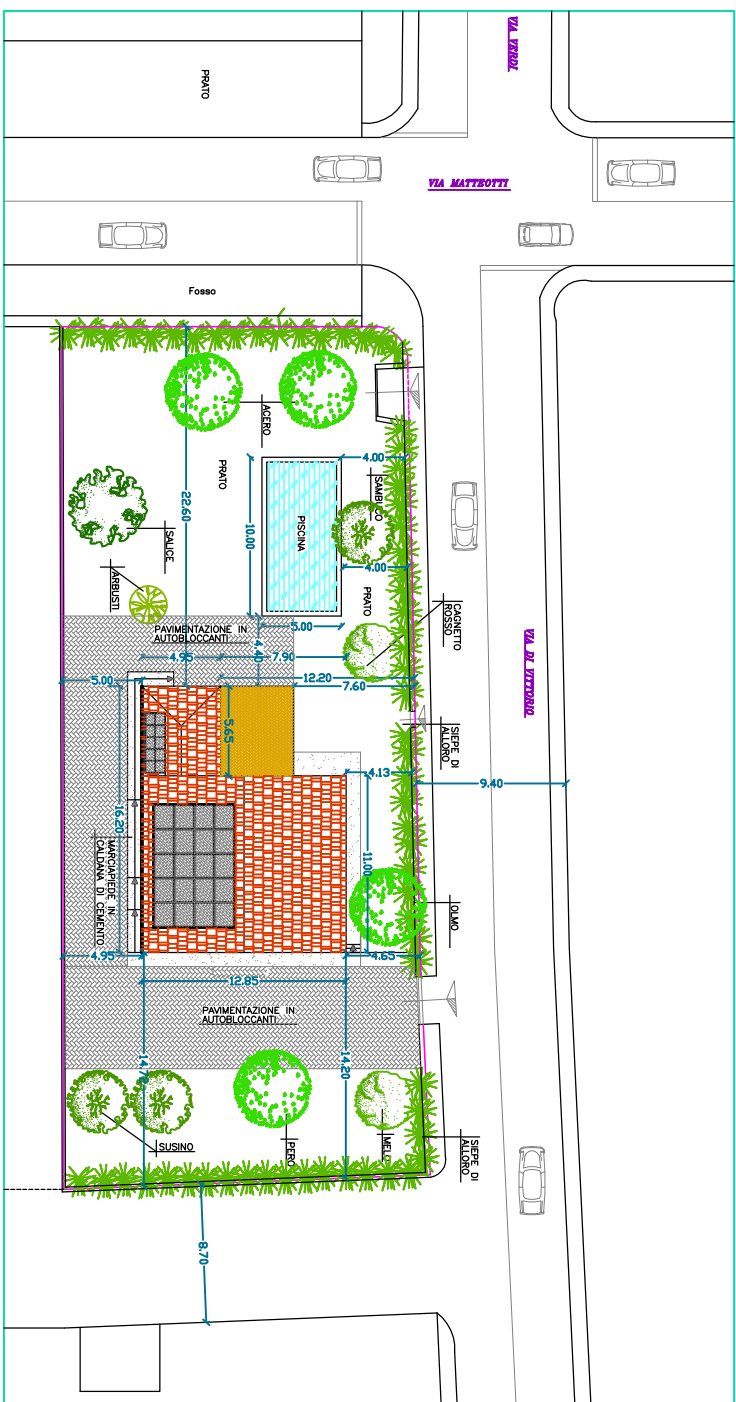 VIA VERDI
PRATO
VIA MATTEOTTI
Fosso
ACERO
4.00
PRATO
SAMBUCO
22.60
10.00
PISCINA
SALICE
4.00
ARBUSTI
PRATO
CAGNETTO
ROSSO
5.00
PAVIMENTAZIONE IN
AUTOBLOCCANTI
4.40
4.95
7.90
VIA DI VITTORIO
5.00
12.20
7.60
5.65
SIEPE DI
ALLORO
4.13
9.40
16.20
MARCIAPIEDE IN
CALDANA DI CEMENTO
11.00
OLMO
4.95
4.65
12.85
PAVIMENTAZIONE IN
AUTOBLOCCANTI
14.20
SUSINO
PERO
MELO
SIEPE DI
ALLORO
8.70